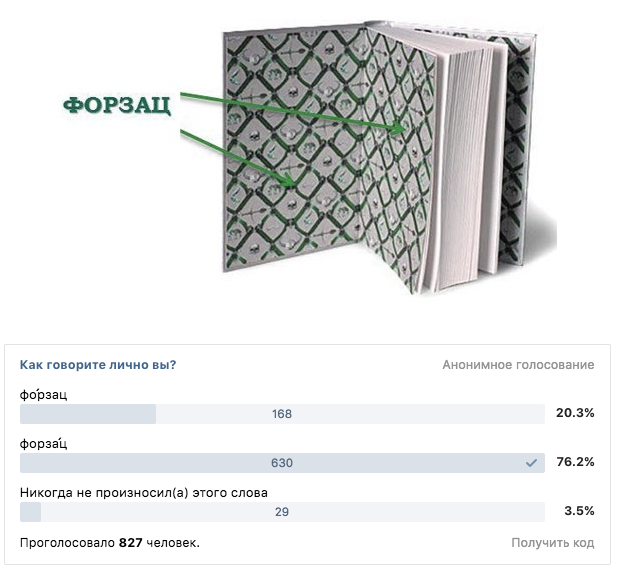 ФОРЗАЦ
Как говорите лично вы?
Анонимное голосование
фо́рзац
168
20.3%
форза́ц
630
76.2%
Никогда не произносил(а) этого слова
29
3.5%
Проголосовало 827 человек.
Получить код